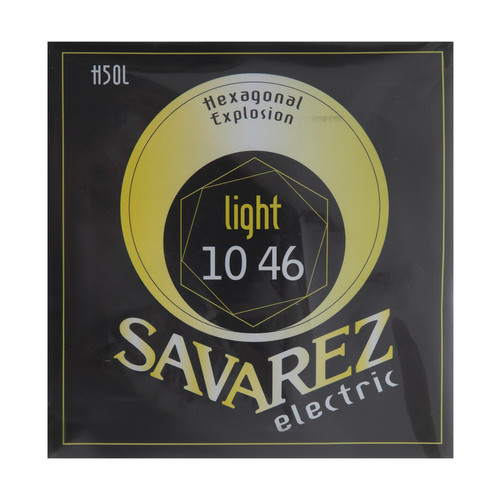 H50L
Hexagonal
Explosion
light
10 46
SAVAREZ
electric